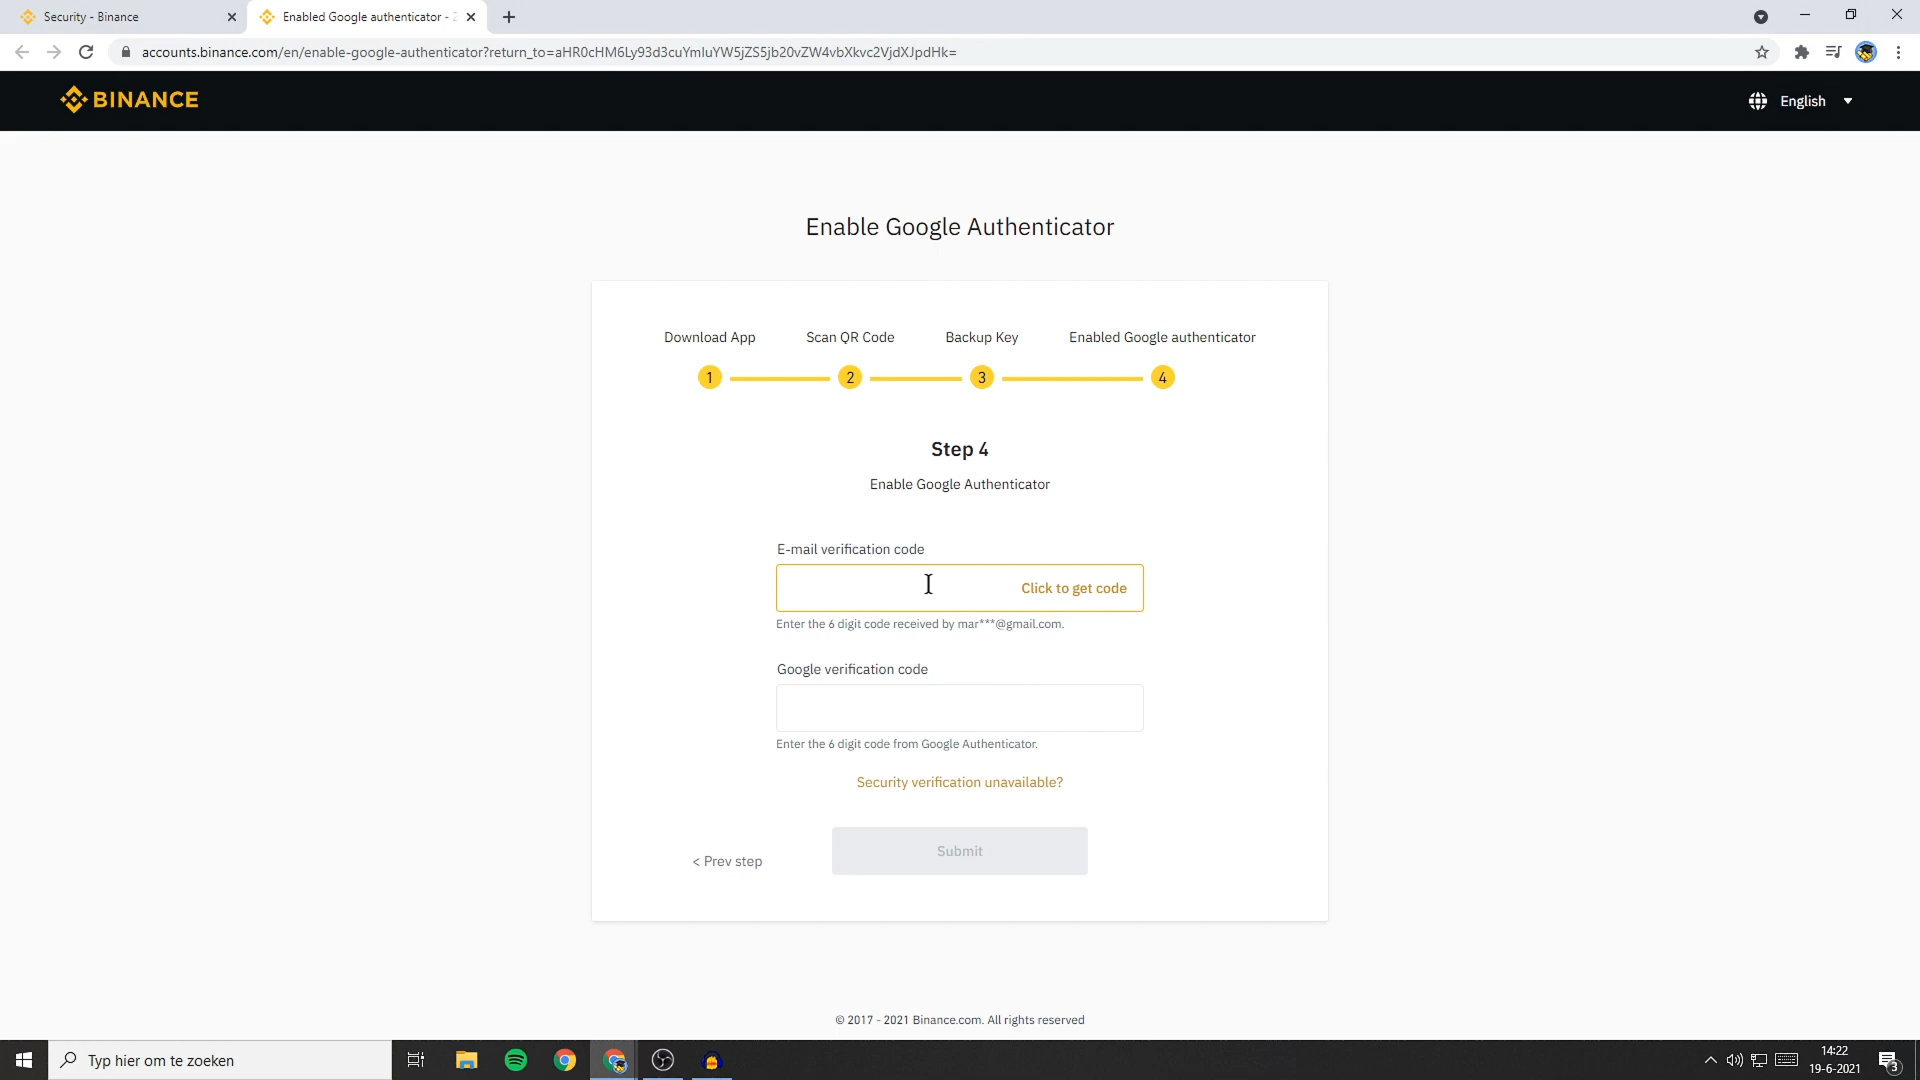 Security - Binance
Enabled Google authenticator - 2
accounts.binance.com/en/enable-google-authenticator?return_to=aHR0cHM6Ly93d3cuYmluYW5jZS5jb20vZW4vbXkvc2VjdXJpdHk=
BINANCE
English
Enable Google Authenticator
Download App
Scan QR Code
Backup Key
Enabled Google authenticator
1
2
3
4
Step 4
Enable Google Authenticator
E-mail verification code
Click to get code
Enter the 6 digit code received by mar***@gmail.com.
Google verification code
Enter the 6 digit code from Google Authenticator.
Security verification unavailable?
< Prev step
Submit
© 2017 - 2021 Binance.com. All rights reserved
Typ hier om te zoeken
14:22
19-6-2021
3